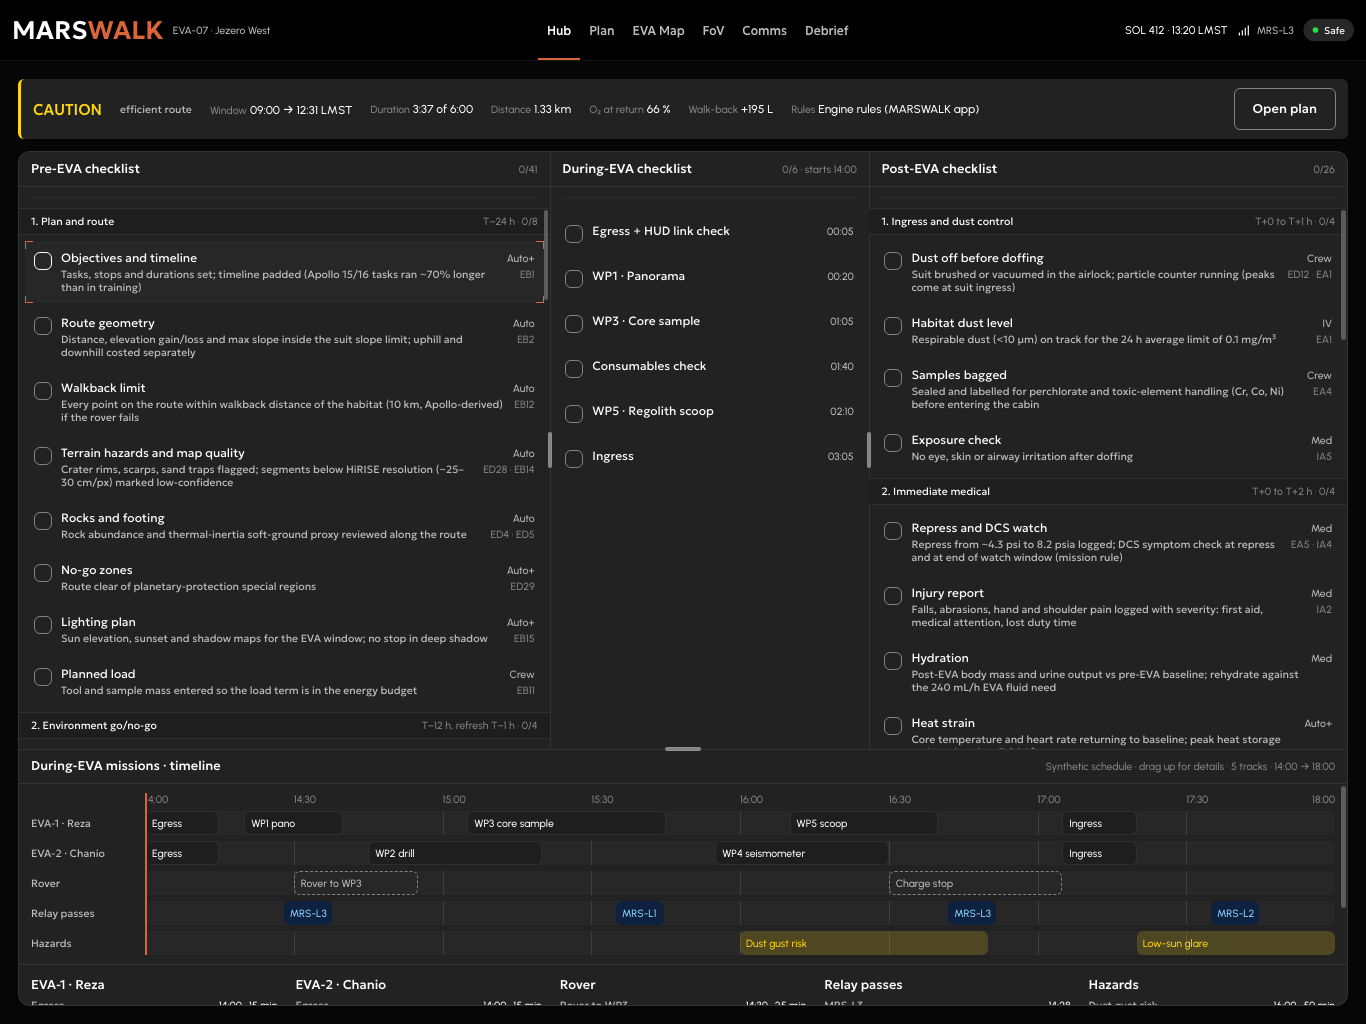 MARSWALK EVA-07 · Jezero West
Hub Plan EVA Map FoV Comms Debrief
SOL 412 · 13:20 LMST MRS-L3 Safe
CAUTION efficient route Window 09:00 → 12:31 LMST Duration 3:37 of 6:00 Distance 1.33 km O₂ at return 66 % Walk-back +195 L Rules Engine rules (MARSWALK app) Open plan
Pre-EVA checklist 0/41
1. Plan and route T−24 h · 0/8
Objectives and timeline Auto+
Tasks, stops and durations set; timeline padded (Apollo 15/16 tasks ran ~70% longer EB1
than in training)
Route geometry Auto
Distance, elevation gain/loss and max slope inside the suit slope limit; uphill and EB2
downhill costed separately
Walkback limit Auto
Every point on the route within walkback distance of the habitat (10 km, Apollo-derived) EB12
if the rover fails
Terrain hazards and map quality Auto
Crater rims, scarps, sand traps flagged; segments below HiRISE resolution (~25– ED28 · EB14
30 cm/px) marked low-confidence
Rocks and footing Auto
Rock abundance and thermal-inertia soft-ground proxy reviewed along the route ED4 · ED5
No-go zones Auto+
Route clear of planetary-protection special regions ED29
Lighting plan Auto+
Sun elevation, sunset and shadow maps for the EVA window; no stop in deep shadow EB15
Planned load Crew
Tool and sample mass entered so the load term is in the energy budget EB11
2. Environment go/no-go T−12 h, refresh T−1 h · 0/4
During-EVA checklist 0/6 · starts 14:00
Egress + HUD link check 00:05
WP1 · Panorama 00:20
WP3 · Core sample 01:05
Consumables check 01:40
WP5 · Regolith scoop 02:10
Ingress 03:05
Post-EVA checklist 0/26
1. Ingress and dust control T+0 to T+1 h · 0/4
Dust off before doffing Crew
Suit brushed or vacuumed in the airlock; particle counter running (peaks ED12 · EA1
come at suit ingress)
Habitat dust level IV
Respirable dust (<10 µm) on track for the 24 h average limit of 0.1 mg/m³ EA1
Samples bagged Crew
Sealed and labelled for perchlorate and toxic-element handling (Cr, Co, Ni) EA4
before entering the cabin
Exposure check Med
No eye, skin or airway irritation after doffing IA5
2. Immediate medical T+0 to T+2 h · 0/4
Repress and DCS watch Med
Repress from ~4.3 psi to 8.2 psia logged; DCS symptom check at repress EA5 · IA4
and at end of watch window (mission rule)
Injury report Med
Falls, abrasions, hand and shoulder pain logged with severity: first aid, IA2
medical attention, lost duty time
Hydration Med
Post-EVA body mass and urine output vs pre-EVA baseline; rehydrate against
the 240 mL/h EVA fluid need
Heat strain Auto+
Core temperature and heart rate returning to baseline; peak heat storage
During-EVA missions · timeline Synthetic schedule · drag up for details · 5 tracks · 14:00 → 18:00
4:00 14:30 15:00 15:30 16:00 16:30 17:00 17:30 18:00
EVA-1 · Reza Egress WP1 pano WP3 core sample WP5 scoop Ingress
EVA-2 · Chanio Egress WP2 drill WP4 seismometer Ingress
Rover Rover to WP3 Charge stop
Relay passes MRS-L3 MRS-L1 MRS-L3 MRS-L2
Hazards Dust gust risk Low-sun glare
EVA-1 · Reza EVA-2 · Chanio Rover Relay passes Hazards
Egress 14:00 · 15 min Egress 14:00 · 15 min Rover to WP3 14:30 · 25 min MRS-L3 14:28 Dust gust risk 16:00 · 50 min